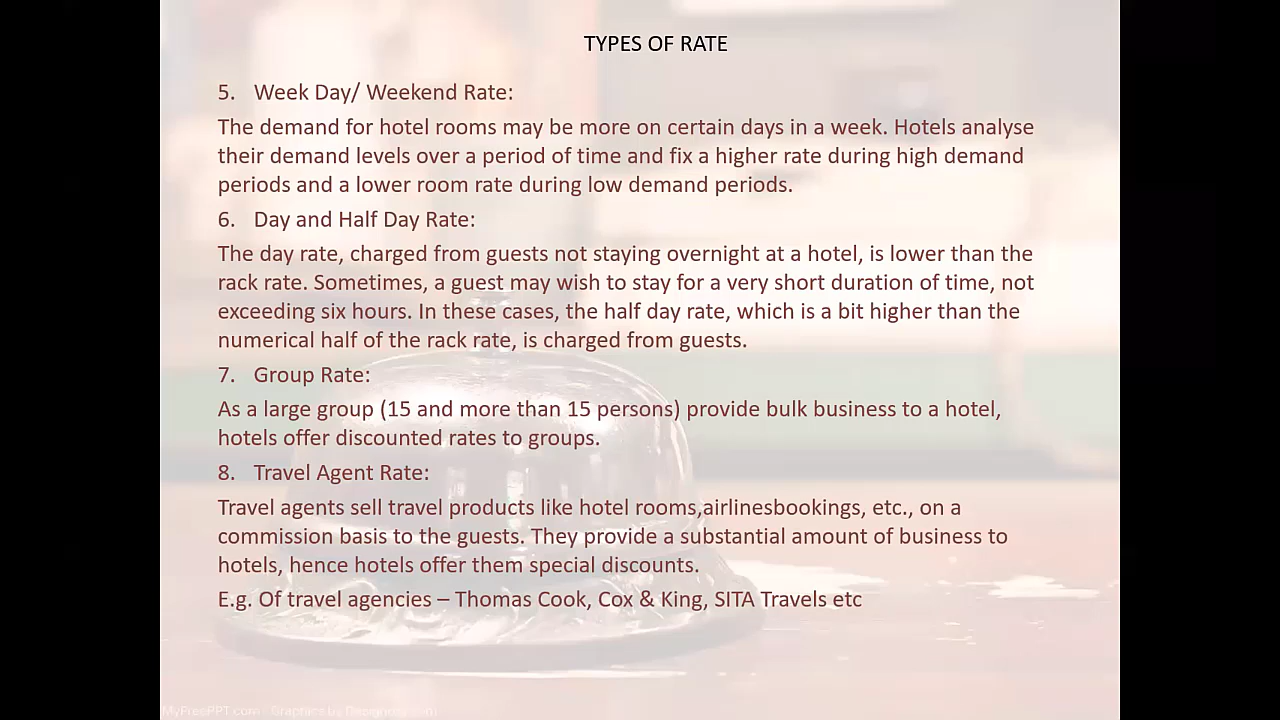 TYPES OF RATE
5. Week Day/ Weekend Rate:
The demand for hotel rooms may be more on certain days in a week. Hotels analyse
their demand levels over a period of time and fix a higher rate during high demand
periods and a lower room rate during low demand periods.
6. Day and Half Day Rate:
The day rate, charged from guests not staying overnight at a hotel, is lower than the
rack rate. Sometimes, a guest may wish to stay for a very short duration of time, not
exceeding six hours. In these cases, the half day rate, which is a bit higher than the
numerical half of the rack rate, is charged from guests.
7. Group Rate:
As a large group (15 and more than 15 persons) provide bulk business to a hotel,
hotels offer discounted rates to groups.
8. Travel Agent Rate:
Travel agents sell travel products like hotel rooms,airlinesbookings, etc., on a
commission basis to the guests. They provide a substantial amount of business to
hotels, hence hotels offer them special discounts.
E.g. Of travel agencies – Thomas Cook, Cox & King, SITA Travels etc
MyFreePPT.com - Graphics by